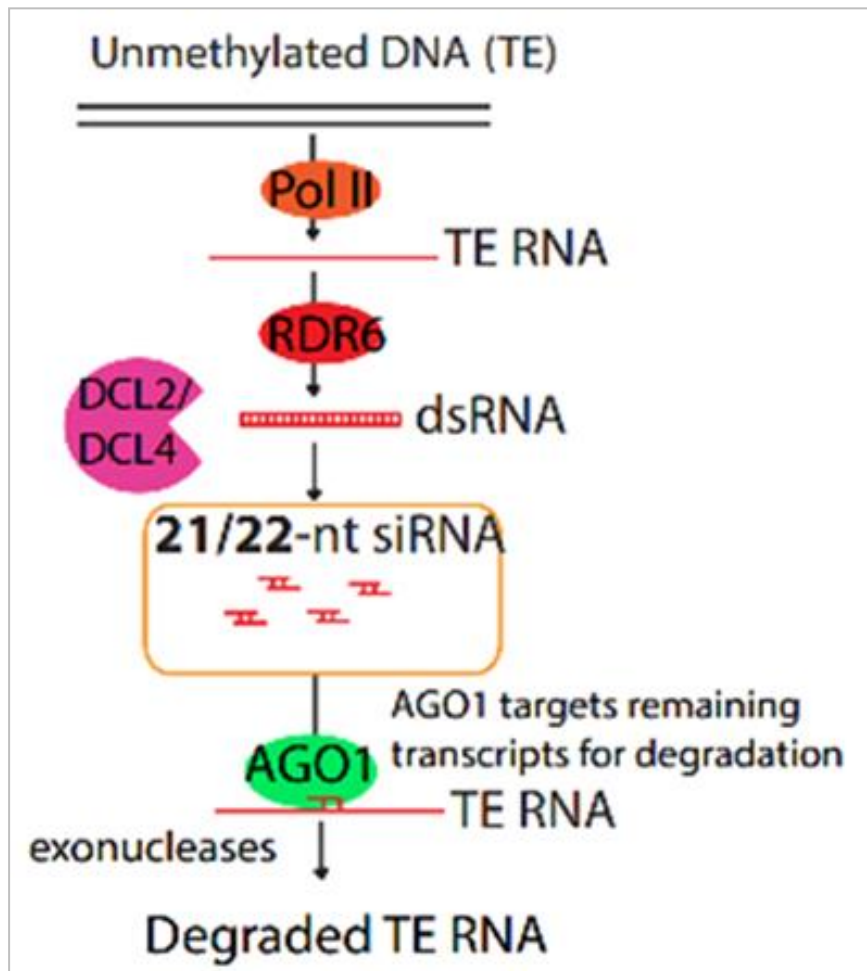 Unmethylated DNA (TE)
Pol II
TE RNA
RDR6
DCL2/
DCL4
dsRNA
21/22-nt siRNA
AGO1 targets remaining
transcripts for degradation
AGO1
TE RNA
exonucleases
Degraded TE RNA